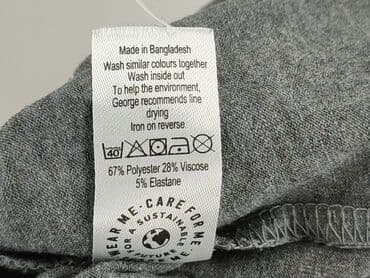 Made in Bangladesh
Wash similar colours together
Wash inside out
To help the environment,
George recommends line
drying
Iron on reverse
40
67% Polyester 28% Viscose
5% Elastane
WEAR ME · CARE FOR ME
FOR A SUSTAINABLE
FUTURE